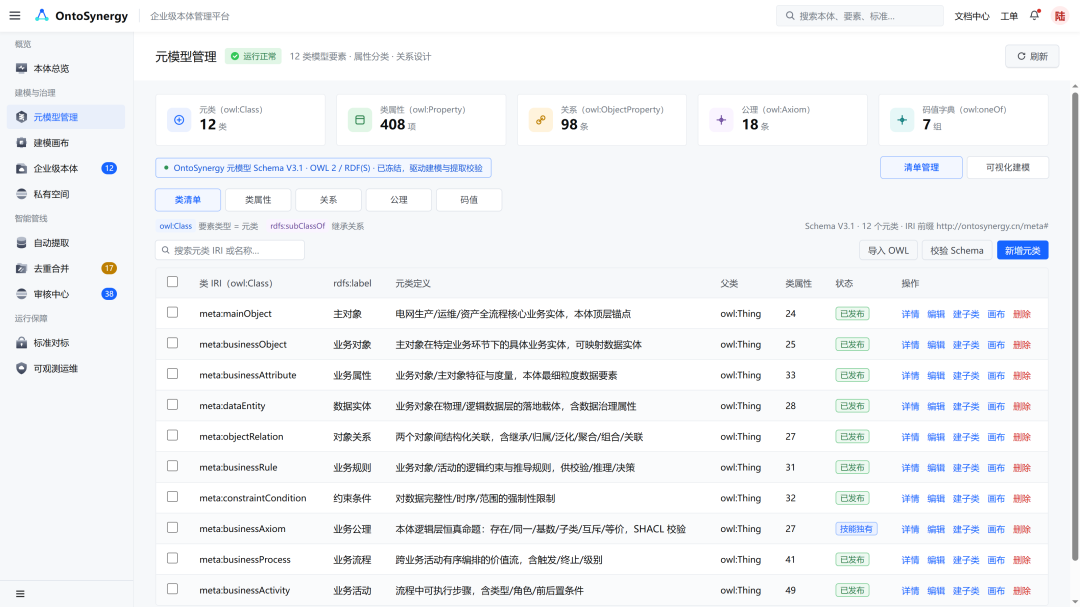 OntoSynergy 企业级本体管理平台 搜索本体、要素、标准... 文档中心 工单 陆
概览
本体总览
建模与治理
元模型管理
建模画布
企业级本体 12
私有空间
智能管线
自动提取
去重合并 17
审核中心 38
运行保障
标准对标
可观测运维
元模型管理 运行正常 12 类模型要素 · 属性分类 · 关系设计 刷新
元类（owl:Class）
12 类
类属性（owl:Property）
408 项
关系（owl:ObjectProperty）
98 条
公理（owl:Axiom）
18 条
码值字典（owl:oneOf）
7 组
OntoSynergy 元模型 Schema V3.1 · OWL 2 / RDF(S) · 已冻结，驱动建模与提取校验 清单管理 可视化建模
类清单 类属性 关系 公理 码值
owl:Class 要素类型 = 元类 rdfs:subClassOf 继承关系 Schema V3.1 · 12 个元类 · IRI 前缀 http://ontosynergy.cn/meta#
搜索元类 IRI 或名称... 导入 OWL 校验 Schema 新增元类
类 IRI（owl:Class） rdfs:label 元类定义 父类 类属性 状态 操作
meta:mainObject 主对象 电网生产/运维/资产全流程核心业务实体，本体顶层锚点 owl:Thing 24 已发布 详情 编辑 建子类 画布 删除
meta:businessObject 业务对象 主对象在特定业务环节下的具体业务实体，可映射数据实体 owl:Thing 25 已发布 详情 编辑 建子类 画布 删除
meta:businessAttribute 业务属性 业务对象/主对象特征与度量，本体最细粒度数据要素 owl:Thing 33 已发布 详情 编辑 建子类 画布 删除
meta:dataEntity 数据实体 业务对象在物理/逻辑数据层的落地载体，含数据治理属性 owl:Thing 28 已发布 详情 编辑 建子类 画布 删除
meta:objectRelation 对象关系 两个对象间结构化关联，含继承/归属/泛化/聚合/组合/关联 owl:Thing 27 已发布 详情 编辑 建子类 画布 删除
meta:businessRule 业务规则 业务对象/活动的逻辑约束与推导规则，供校验/推理/决策 owl:Thing 31 已发布 详情 编辑 建子类 画布 删除
meta:constraintCondition 约束条件 对数据完整性/时序/范围的强制性限制 owl:Thing 32 已发布 详情 编辑 建子类 画布 删除
meta:businessAxiom 业务公理 本体逻辑层恒真命题：存在/同一/基数/子类/互斥/等价，SHACL 校验 owl:Thing 27 技能独有 详情 编辑 建子类 画布 删除
meta:businessProcess 业务流程 跨业务活动有序编排的价值流，含触发/终止/级别 owl:Thing 41 已发布 详情 编辑 建子类 画布 删除
meta:businessActivity 业务活动 流程中可执行步骤，含类型/角色/前后置条件 owl:Thing 49 已发布 详情 编辑 建子类 画布 删除